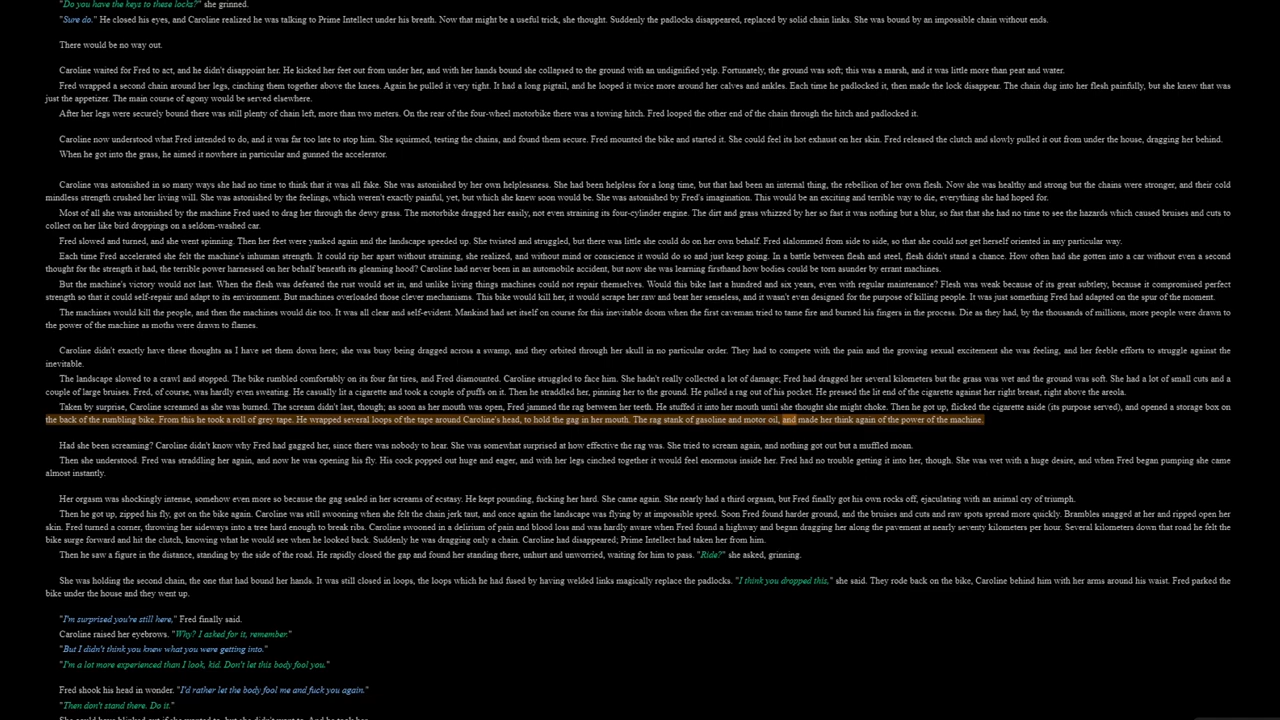 "Do you have the keys to these locks?" she grinned.
"Sure do." He closed his eyes, and Caroline realized he was talking to Prime Intellect under his breath. Now that might be a useful trick, she thought. Suddenly the padlocks disappeared, replaced by solid chain links. She was bound by an impossible chain without ends.
There would be no way out.
Caroline waited for Fred to act, and he didn't disappoint her. He kicked her feet out from under her, and with her hands bound she collapsed to the ground with an undignified yelp. Fortunately, the ground was soft; this was a marsh, and it was little more than peat and water.
Fred wrapped a second chain around her legs, cinching them together above the knees. Again he pulled it very tight. It had a long pigtail, and he looped it twice more around her calves and ankles. Each time he padlocked it, then made the lock disappear. The chain dug into her flesh painfully, but she knew that was
just the appetizer. The main course of agony would be served elsewhere.
After her legs were securely bound there was still plenty of chain left, more than two meters. On the rear of the four-wheel motorbike there was a towing hitch. Fred looped the other end of the chain through the hitch and padlocked it.
Caroline now understood what Fred intended to do, and it was far too late to stop him. She squirmed, testing the chains, and found them secure. Fred mounted the bike and started it. She could feel its hot exhaust on her skin. Fred released the clutch and slowly pulled it out from under the house, dragging her behind.
When he got into the grass, he aimed it nowhere in particular and gunned the accelerator.
Caroline was astonished in so many ways she had no time to think that it was all fake. She was astonished by her own helplessness. She had been helpless for a long time, but that had been an internal thing, the rebellion of her own flesh. Now she was healthy and strong but the chains were stronger, and their cold
mindless strength crushed her living will. She was astonished by the feelings, which weren't exactly painful, yet, but which she knew soon would be. She was astonished by Fred's imagination. This would be an exciting and terrible way to die, everything she had hoped for.
Most of all she was astonished by the machine Fred used to drag her through the dewy grass. The motorbike dragged her easily, not even straining its four-cylinder engine. The dirt and grass whizzed by her so fast it was nothing but a blur, so fast that she had no time to see the hazards which caused bruises and cuts to
collect on her like bird droppings on a seldom-washed car.
Fred slowed and turned, and she went spinning. Then her feet were yanked again and the landscape speeded up. She twisted and struggled, but there was little she could do on her own behalf. Fred slalommed from side to side, so that she could not get herself oriented in any particular way.
Each time Fred accelerated she felt the machine's inhuman strength. It could rip her apart without straining, she realized, and without mind or conscience it would do so and just keep going. In a battle between flesh and steel, flesh didn't stand a chance. How often had she gotten into a car without even a second
thought for the strength it had, the terrible power harnessed on her behalf beneath its gleaming hood? Caroline had never been in an automobile accident, but now she was learning firsthand how bodies could be torn asunder by errant machines.
But the machine's victory would not last. When the flesh was defeated the rust would set in, and unlike living things machines could not repair themselves. Would this bike last a hundred and six years, even with regular maintenance? Flesh was weak because of its great subtlety, because it compromised perfect
strength so that it could self-repair and adapt to its environment. But machines overloaded those clever mechanisms. This bike would kill her, it would scrape her raw and beat her senseless, and it wasn't even designed for the purpose of killing people. It was just something Fred had adapted on the spur of the moment.
The machines would kill the people, and then the machines would die too. It was all clear and self-evident. Mankind had set itself on course for this inevitable doom when the first caveman tried to tame fire and burned his fingers in the process. Die as they had, by the thousands of millions, more people were drawn to
the power of the machine as moths were drawn to flames.
Caroline didn't exactly have these thoughts as I have set them down here; she was busy being dragged across a swamp, and they orbited through her skull in no particular order. They had to compete with the pain and the growing sexual excitement she was feeling, and her feeble efforts to struggle against the
inevitable.
The landscape slowed to a crawl and stopped. The bike rumbled comfortably on its four fat tires, and Fred dismounted. Caroline struggled to face him. She hadn't really collected a lot of damage; Fred had dragged her several kilometers but the grass was wet and the ground was soft. She had a lot of small cuts and a
couple of large bruises. Fred, of course, was hardly even sweating. He casually lit a cigarette and took a couple of puffs on it. Then he straddled her, pinning her to the ground. He pulled a rag out of his pocket. He pressed the lit end of the cigarette against her right breast, right above the areola.
Taken by surprise, Caroline screamed as she was burned. The scream didn't last, though; as soon as her mouth was open, Fred jammed the rag between her teeth. He stuffed it into her mouth until she thought she might choke. Then he got up, flicked the cigarette aside (its purpose served), and opened a storage box on
the back of the rumbling bike. From this he took a roll of grey tape. He wrapped several loops of the tape around Caroline's head, to hold the gag in her mouth. The rag stank of gasoline and motor oil, and made her think again of the power of the machine.
Had she been screaming? Caroline didn't know why Fred had gagged her, since there was nobody to hear. She was somewhat surprised at how effective the rag was. She tried to scream again, and nothing got out but a muffled moan.
Then she understood. Fred was straddling her again, and now he was opening his fly. His cock popped out huge and eager, and with her legs cinched together it would feel enormous inside her. Fred had no trouble getting it into her, though. She was wet with a huge desire, and when Fred began pumping she came
almost instantly.
Her orgasm was shockingly intense, somehow even more so because the gag sealed in her screams of ecstasy. He kept pounding, fucking her hard. She came again. She nearly had a third orgasm, but Fred finally got his own rocks off, ejaculating with an animal cry of triumph.
Then he got up, zipped his fly, got on the bike again. Caroline was still swooning when she felt the chain jerk taut, and once again the landscape was flying by at impossible speed. Soon Fred found harder ground, and the bruises and cuts and raw spots spread more quickly. Brambles snagged at her and ripped open her
skin. Fred turned a corner, throwing her sideways into a tree hard enough to break ribs. Caroline swooned in a delirium of pain and blood loss and was hardly aware when Fred found a highway and began dragging her along the pavement at nearly seventy kilometers per hour. Several kilometers down that road he felt the
bike surge forward and hit the clutch, knowing what he would see when he looked back. Suddenly he was dragging only a chain. Caroline had disappeared; Prime Intellect had taken her from him.
Then he saw a figure in the distance, standing by the side of the road. He rapidly closed the gap and found her standing there, unhurt and unworried, waiting for him to pass. "Ride?" she asked, grinning.
She was holding the second chain, the one that had bound her hands. It was still closed in loops, the loops which he had fused by having welded links magically replace the padlocks. "I think you dropped this," she said. They rode back on the bike, Caroline behind him with her arms around his waist. Fred parked the
bike under the house and they went up.
"I'm surprised you're still here," Fred finally said.
Caroline raised her eyebrows. "Why? I asked for it, remember."
"But I didn't think you knew what you were getting into."
"I'm a lot more experienced than I look, kid. Don't let this body fool you."
Fred shook his head in wonder. "I'd rather let the body fool me and fuck you again."
"Then don't stand there. Do it."